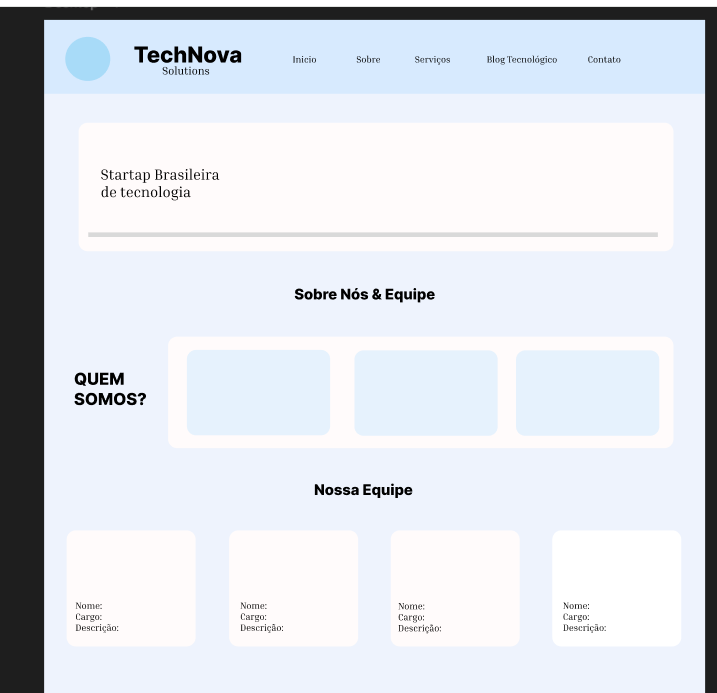 TechNova
Solutions
Inicio
Sobre
Serviços
Blog Tecnológico
Contato
Startap Brasileira
de tecnologia
Sobre Nós & Equipe
QUEM
SOMOS?
Nossa Equipe
Nome:
Cargo:
Descrição:
Nome:
Cargo:
Descrição:
Nome:
Cargo:
Descrição:
Nome:
Cargo:
Descrição: